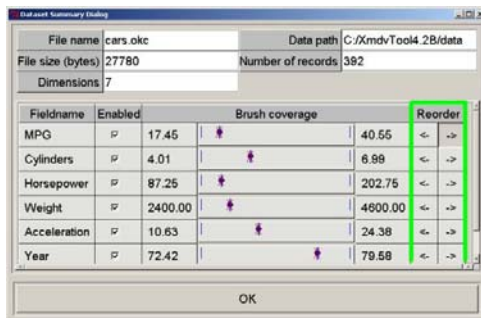 Dataset Summary Dialog
File name cars.okc Data path C:/XmdvTool4.2B/data
File size (bytes) 27780 Number of records 392
Dimensions 7
Fieldname Enabled Brush coverage Reorder
MPG 17.45 40.55 <- ->
Cylinders 4.01 6.99 <- ->
Horsepower 87.25 202.75 <- ->
Weight 2400.00 4600.00 <- ->
Acceleration 10.63 24.38 <- ->
Year 72.42 79.58 <- ->
OK